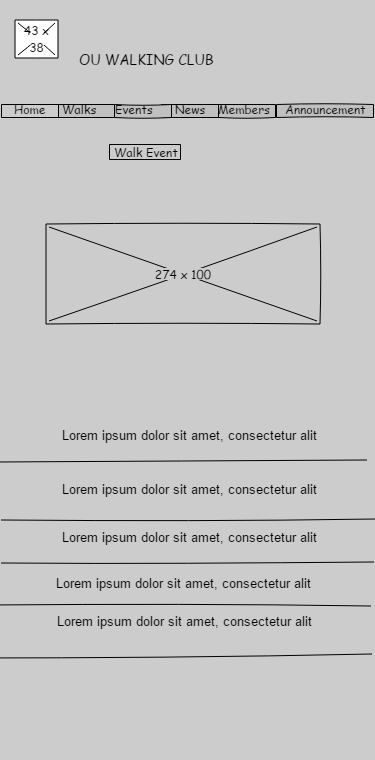 43 x
38
OU WALKING CLUB
Home Walks Events News Members Announcement
Walk Event
274 x 100
Lorem ipsum dolor sit amet, consectetur alit
Lorem ipsum dolor sit amet, consectetur alit
Lorem ipsum dolor sit amet, consectetur alit
Lorem ipsum dolor sit amet, consectetur alit
Lorem ipsum dolor sit amet, consectetur alit